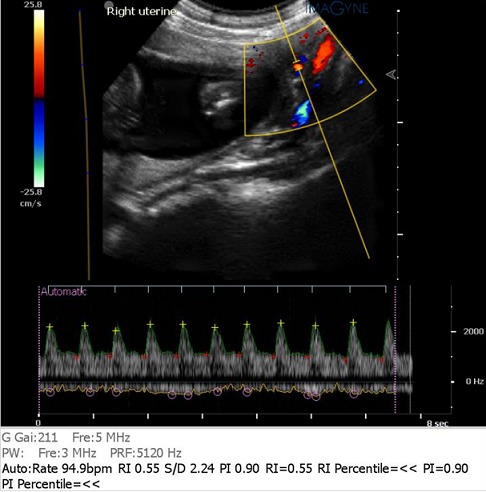 25.8
Right uterine
IMAGYNE
-25.8
cm/s
Automatic
2000
0 Hz
0
8 sec
G Gai:211 Fre:5 MHz
PW: Fre:3 MHz PRF:5120 Hz
Auto:Rate 94.9bpm RI 0.55 S/D 2.24 PI 0.90 RI=0.55 RI Percentile=<< PI=0.90
PI Percentile=<<